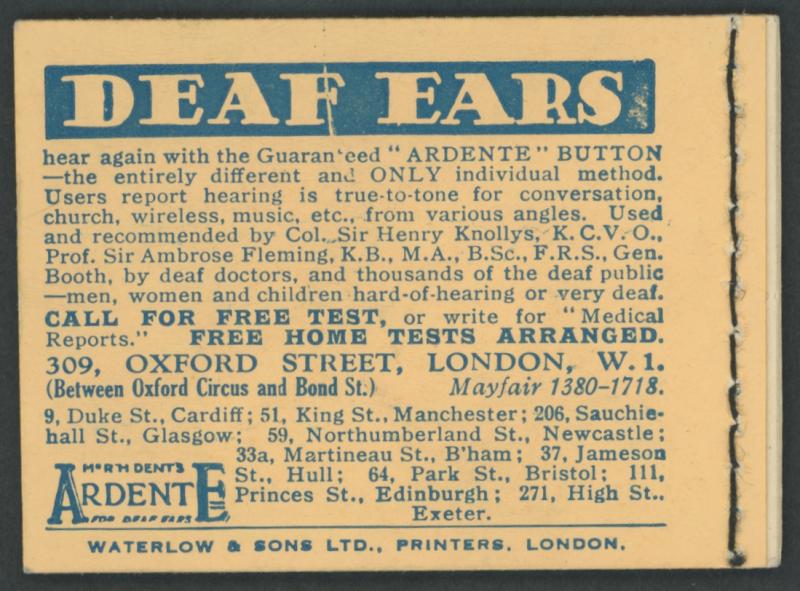 DEAF EARS
hear again with the Guaranteed "ARDENTE" BUTTON
—the entirely different and ONLY individual method.
Users report hearing is true-to-tone for conversation,
church, wireless, music, etc., from various angles. Used
and recommended by Col. Sir Henry Knollys, K.C.V.O.,
Prof. Sir Ambrose Fleming, K.B., M.A., B.Sc., F.R.S., Gen.
Booth, by deaf doctors, and thousands of the deaf public
—men, women and children hard-of-hearing or very deaf.
CALL FOR FREE TEST, or write for "Medical
Reports." FREE HOME TESTS ARRANGED.
309, OXFORD STREET, LONDON, W.1.
(Between Oxford Circus and Bond St.) Mayfair 1380–1718.
9, Duke St., Cardiff; 51, King St., Manchester; 206, Sauchie-
hall St., Glasgow; 59, Northumberland St., Newcastle;
33a, Martineau St., B'ham; 37, Jameson
St., Hull; 64, Park St., Bristol; 111,
Princes St., Edinburgh; 271, High St.,
Exeter.
MR R H DENT'S
ARDENTE
FOR DEAF EARS
WATERLOW & SONS LTD., PRINTERS, LONDON.